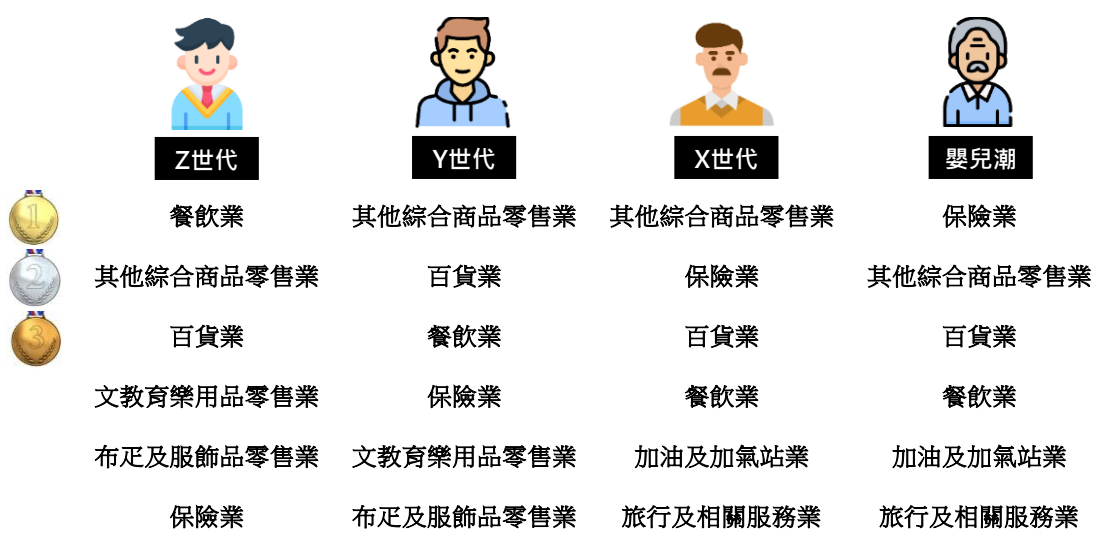 Z世代 Y世代 X世代 嬰兒潮
1 餐飲業 其他綜合商品零售業 其他綜合商品零售業 保險業
2 其他綜合商品零售業 百貨業 保險業 其他綜合商品零售業
3 百貨業 餐飲業 百貨業 百貨業
文教育樂用品零售業 保險業 餐飲業 餐飲業
布疋及服飾品零售業 文教育樂用品零售業 加油及加氣站業 加油及加氣站業
保險業 布疋及服飾品零售業 旅行及相關服務業 旅行及相關服務業